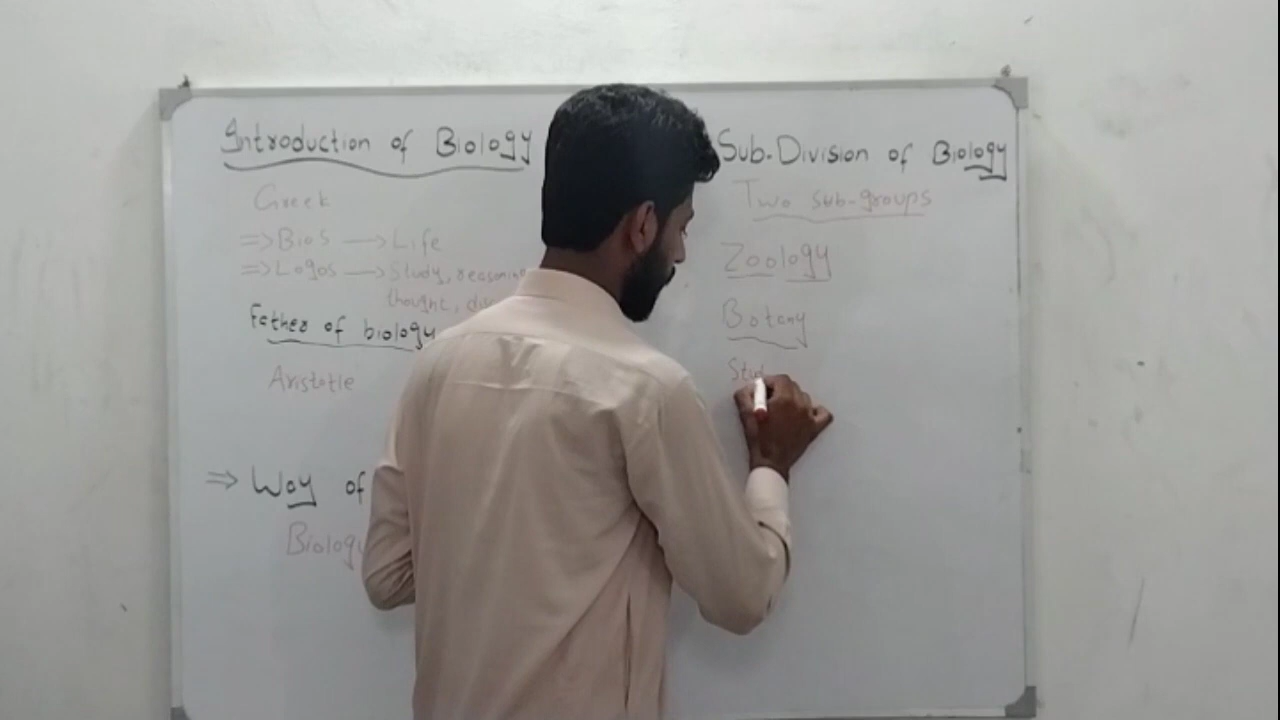 Introduction of Biology
Greek
=> Bios → Life
=> Logos → Study, reasoning
thought,
Father of biology
Aristotle
=> Way of
Biology
Sub-Division of Biology
Two sub-groups
Zoology
Botany